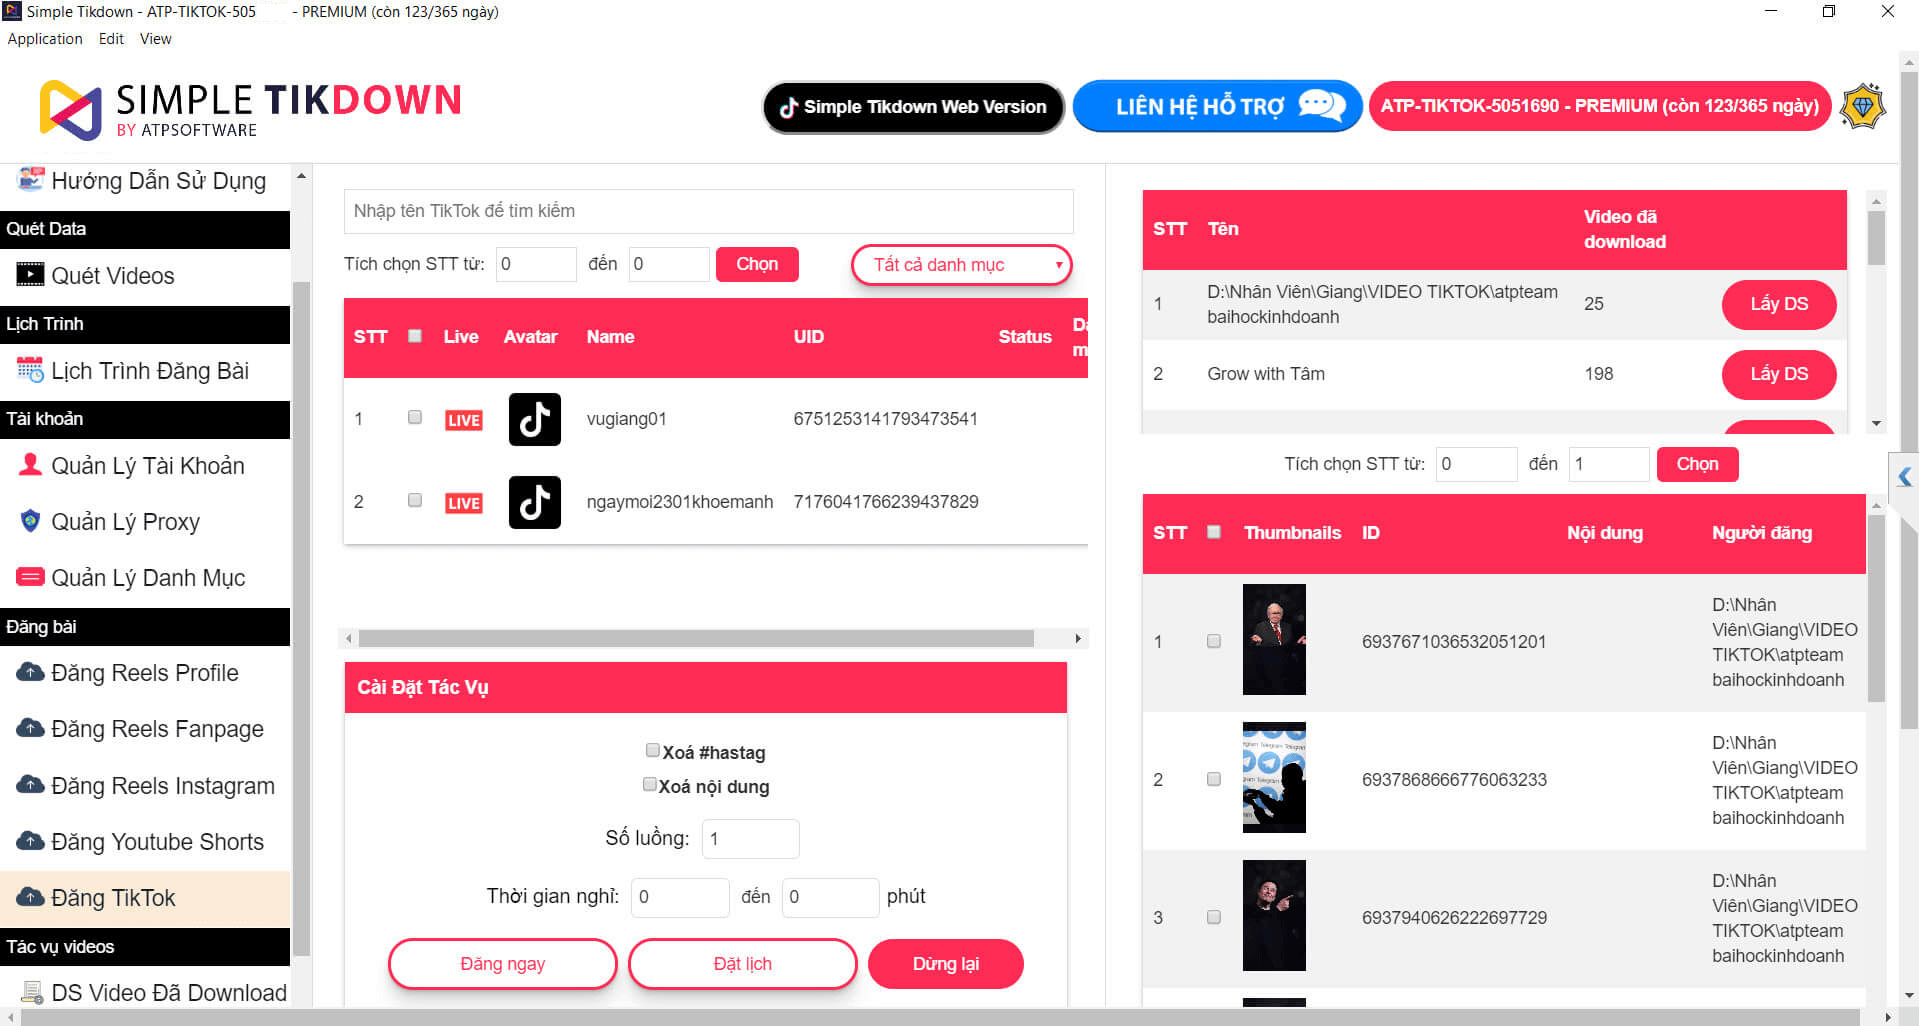 Simple Tikdown - ATP-TIKTOK-505 - PREMIUM (còn 123/365 ngày)
Application Edit View
SIMPLE TIKDOWN
BY ATPSOFTWARE
Simple Tikdown Web Version
LIÊN HỆ HỖ TRỢ
ATP-TIKTOK-5051690 - PREMIUM (còn 123/365 ngày)
Hướng Dẫn Sử Dụng
Quét Data
Quét Videos
Lịch Trình
Lịch Trình Đăng Bài
Tài khoản
Quản Lý Tài Khoản
Quản Lý Proxy
Quản Lý Danh Mục
Đăng bài
Đăng Reels Profile
Đăng Reels Fanpage
Đăng Reels Instagram
Đăng Youtube Shorts
Đăng TikTok
Tác vụ videos
DS Video Đã Download
Nhập tên TikTok để tìm kiếm
Tích chọn STT từ: 0 đến 0 Chọn Tất cả danh mục
STT Live Avatar Name UID Status
1 LIVE vugiang01 6751253141793473541
2 LIVE ngaymoi2301khoemanh 7176041766239437829
Cài Đặt Tác Vụ
Xoá #hastag
Xoá nội dung
Số luồng: 1
Thời gian nghỉ: 0 đến 0 phút
Đăng ngay Đặt lịch Dừng lại
STT Tên Video đã
download
1 D:\Nhân Viên\Giang\VIDEO TIKTOK\atpteam 25 Lấy DS
baihockinhdoanh
2 Grow with Tâm 198 Lấy DS
Tích chọn STT từ: 0 đến 1 Chọn
STT Thumbnails ID Nội dung Người đăng
1 6937671036532051201 D:\Nhân
Viên\Giang\VIDEO
TIKTOK\atpteam
baihockinhdoanh
2 6937868666776063233 D:\Nhân
Viên\Giang\VIDEO
TIKTOK\atpteam
baihockinhdoanh
3 6937940626222697729 D:\Nhân
Viên\Giang\VIDEO
TIKTOK\atpteam
baihockinhdoanh